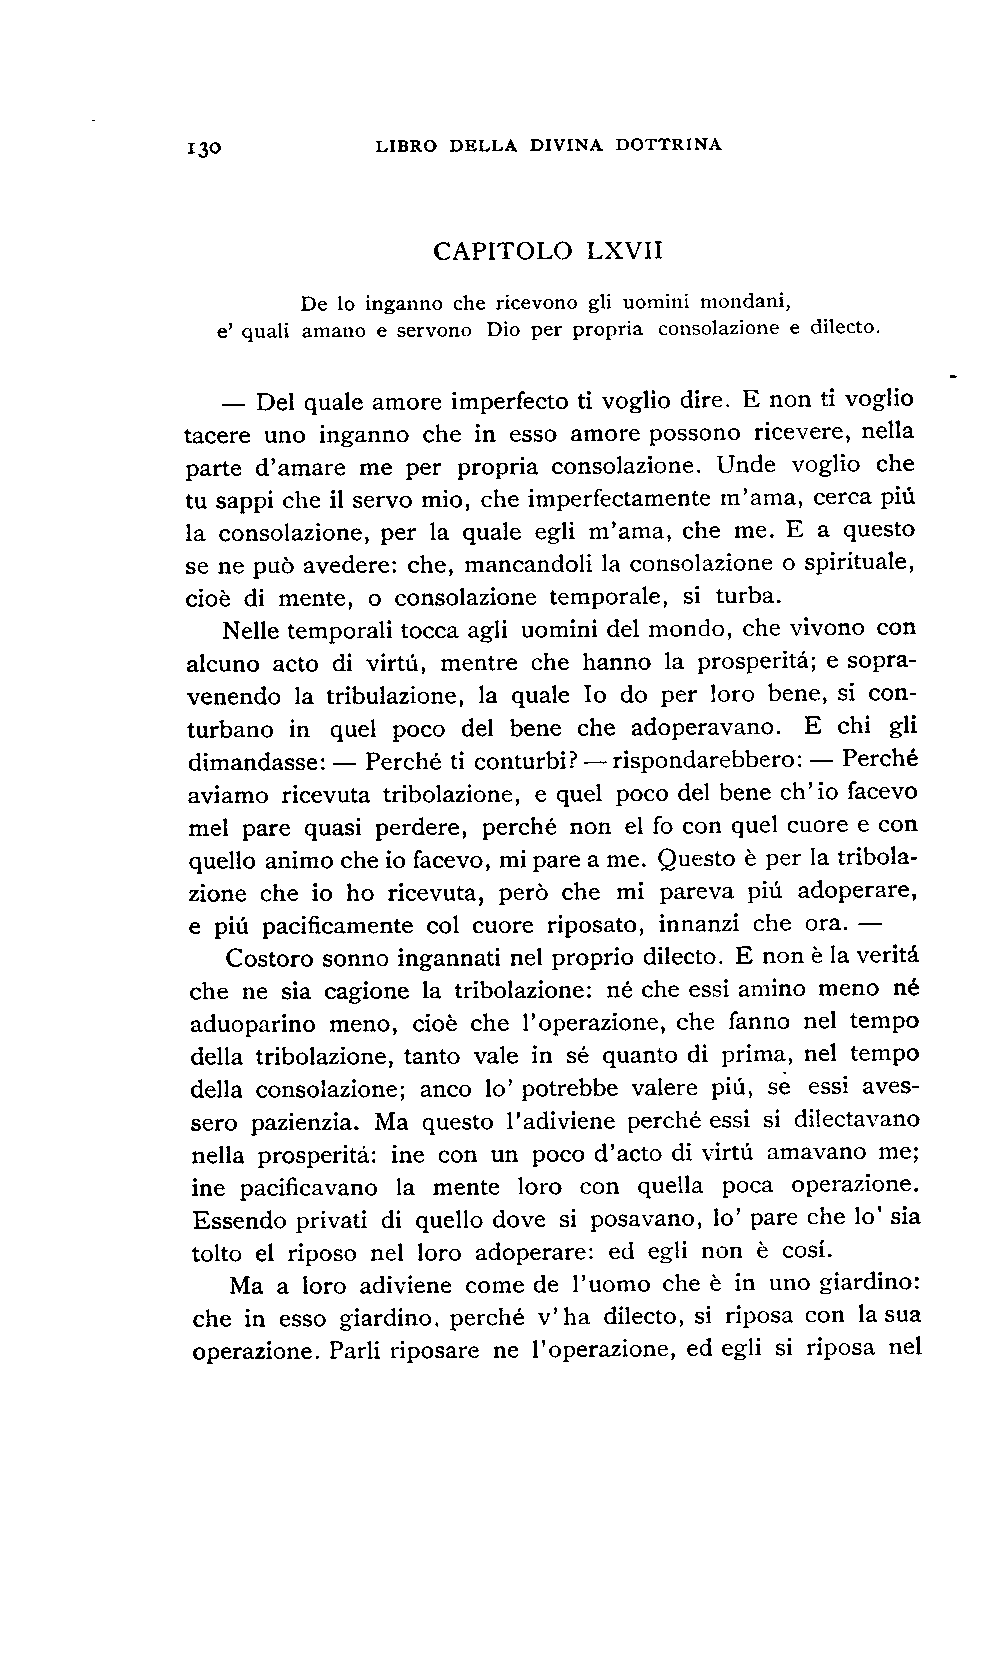 130 LIBRO DELLA DIVINA DOTTRINA
CAPITOLO LXVII
De lo inganno che ricevono gli uomini mondani,
e' quali amano e servono Dio per propria consolazione e dilecto.
— Del quale amore imperfecto ti voglio dire. E non ti voglio
tacere uno inganno che in esso amore possono ricevere, nella
parte d'amare me per propria consolazione. Unde voglio che
tu sappi che il servo mio, che imperfectamente m'ama, cerca piú
la consolazione, per la quale egli m'ama, che me. E a questo
se ne può avedere: che, mancandoli la consolazione o spirituale,
cioè di mente, o consolazione temporale, si turba.
Nelle temporali tocca agli uomini del mondo, che vivono con
alcuno acto di virtú, mentre che hanno la prosperitá; e sopra-
venendo la tribulazione, la quale Io do per loro bene, si con-
turbano in quel poco del bene che adoperavano. E chi gli
dimandasse: — Perché ti conturbi? — rispondarebbero: — Perché
aviamo ricevuta tribolazione, e quel poco del bene ch'io facevo
mel pare quasi perdere, perché non el fo con quel cuore e con
quello animo che io facevo, mi pare a me. Questo è per la tribola-
zione che io ho ricevuta, però che mi pareva piú adoperare,
e piú pacificamente col cuore riposato, innanzi che ora. —
Costoro sonno ingannati nel proprio dilecto. E non è la veritá
che ne sia cagione la tribolazione: né che essi amino meno né
aduoparino meno, cioè che l'operazione, che fanno nel tempo
della tribolazione, tanto vale in sé quanto di prima, nel tempo
della consolazione; anco lo' potrebbe valere piú, se essi aves-
sero pazienzia. Ma questo l'adiviene perché essi si dilectavano
nella prosperitá: ine con un poco d'acto di virtú amavano me;
ine pacificavano la mente loro con quella poca operazione.
Essendo privati di quello dove si posavano, lo' pare che lo' sia
tolto el riposo nel loro adoperare: ed egli non è cosí.
Ma a loro adiviene come de l'uomo che è in uno giardino:
che in esso giardino, perché v'ha dilecto, si riposa con la sua
operazione. Parli riposare ne l'operazione, ed egli si riposa nel